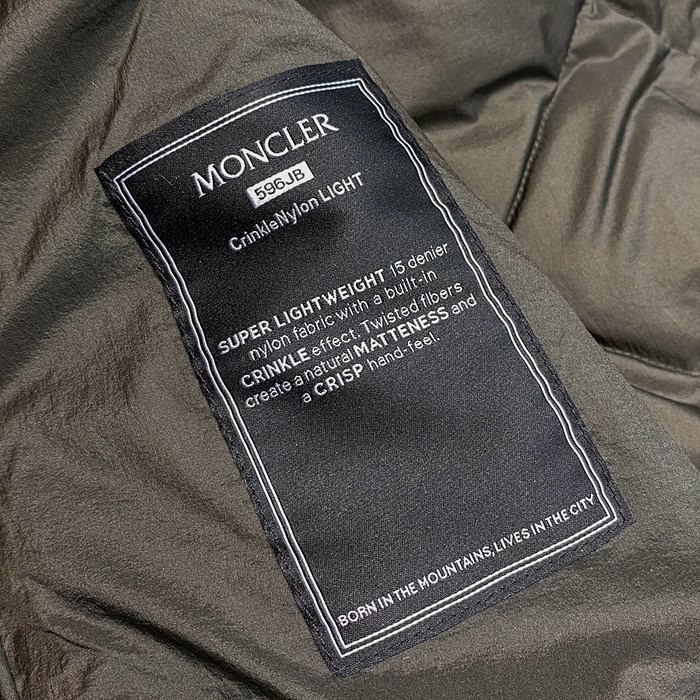 MONCLER
596JB
CrinkleNylon LIGHT
SUPER LIGHTWEIGHT 15 denier
nylon fabric with a built-in
CRINKLE effect. Twisted fibers
create a natural MATTENESS and
a CRISP hand-feel.
BORN IN THE MOUNTAINS, LIVES IN THE CITY